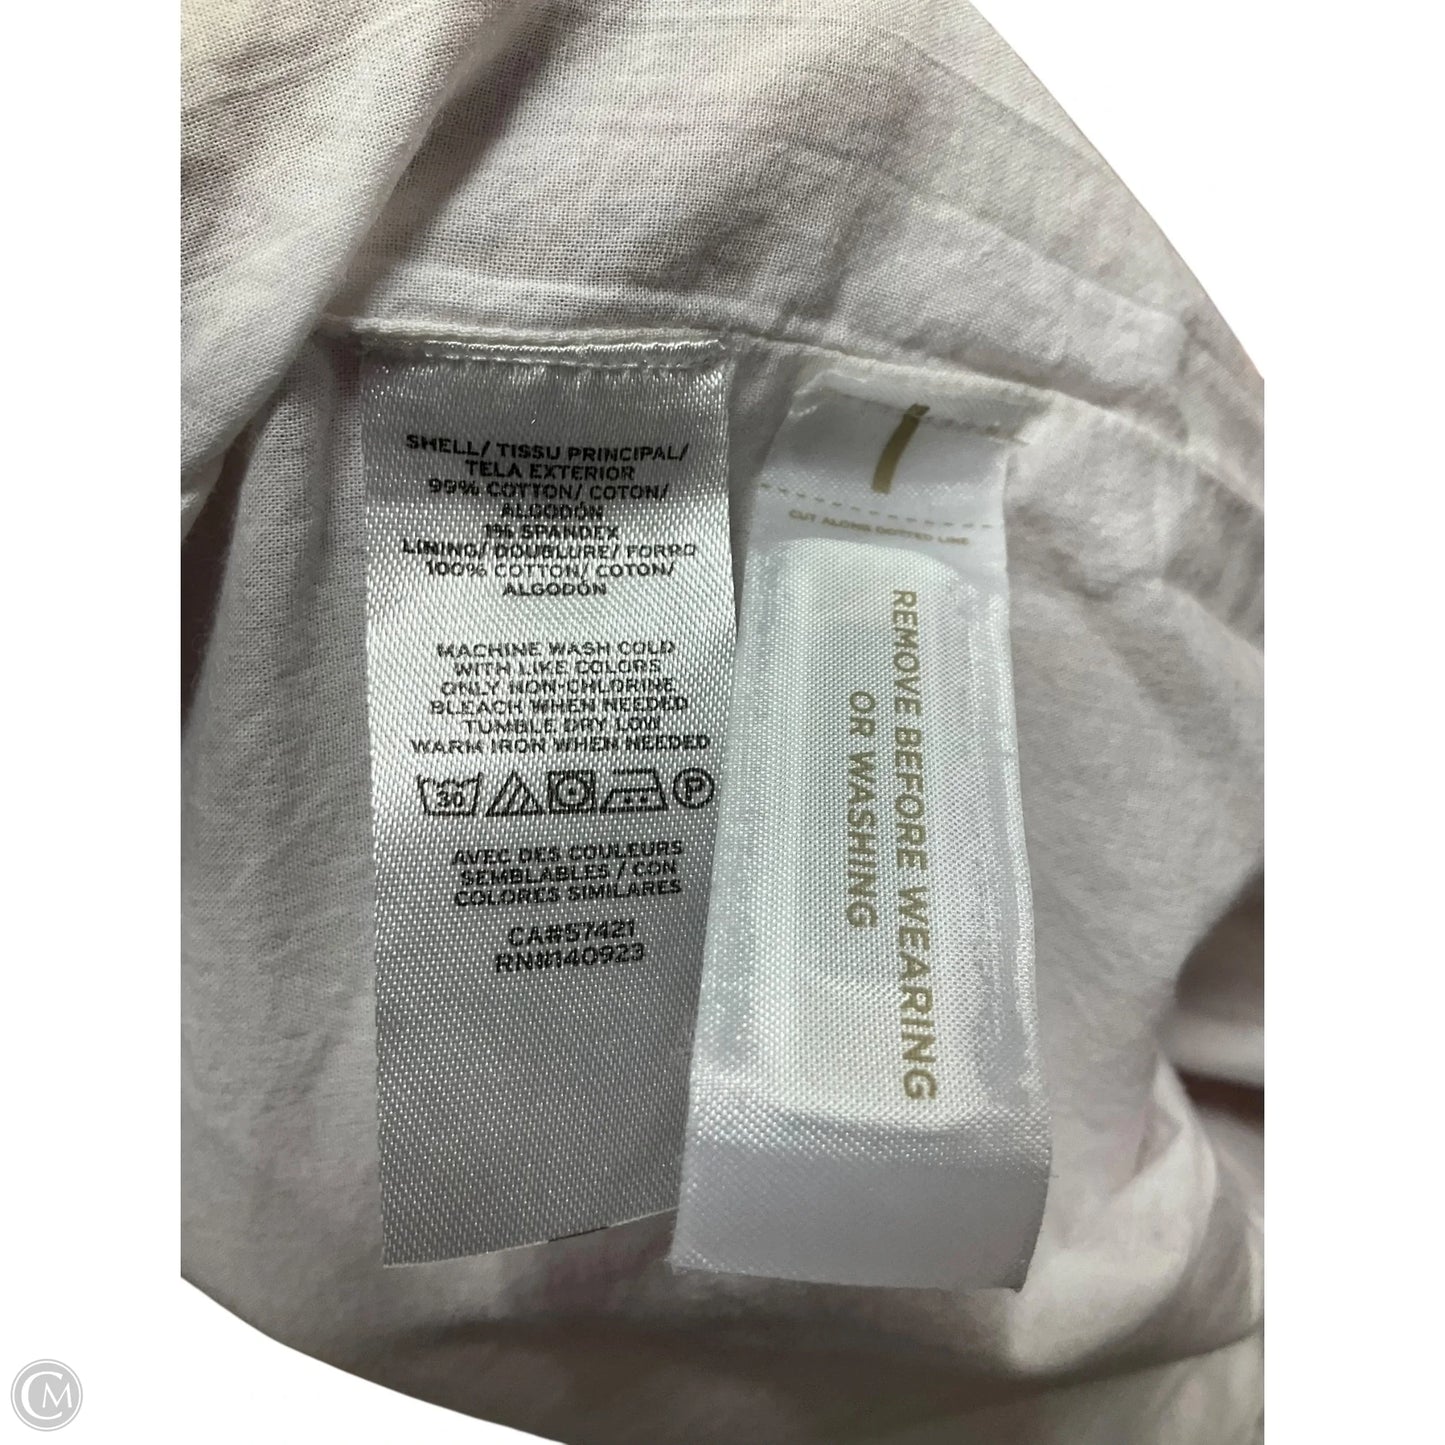 SHELL/ TISSU PRINCIPAL/
TELA EXTERIOR
99% COTTON/ COTON/
ALGODÓN
1% SPANDEX
LINING/ DOUBLURE/ FORRO
100% COTTON/ COTON/
ALGODÓN
MACHINE WASH COLD
WITH LIKE COLORS
ONLY NON-CHLORINE
BLEACH WHEN NEEDED
TUMBLE DRY LOW
WARM IRON WHEN NEEDED
30 P
AVEC DES COULEURS
SEMBLABLES / CON
COLORES SIMILARES
CA#57421
RN#140923
CUT ALONG DOTTED LINE
REMOVE BEFORE WEARING
OR WASHING
CM